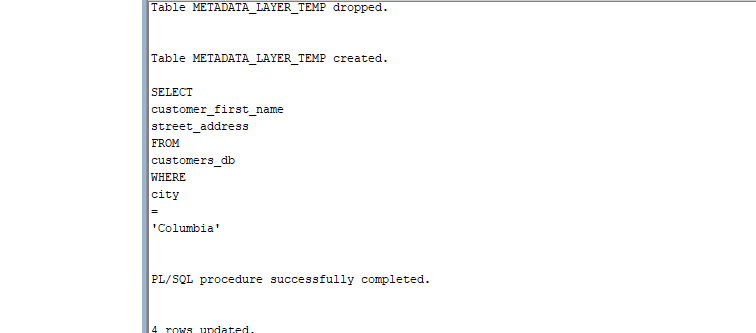 Table METADATA_LAYER_TEMP dropped.
Table METADATA_LAYER_TEMP created.
SELECT
customer_first_name
street_address
FROM
customers_db
WHERE
city
=
'Columbia'
PL/SQL procedure successfully completed.
4 rows updated.